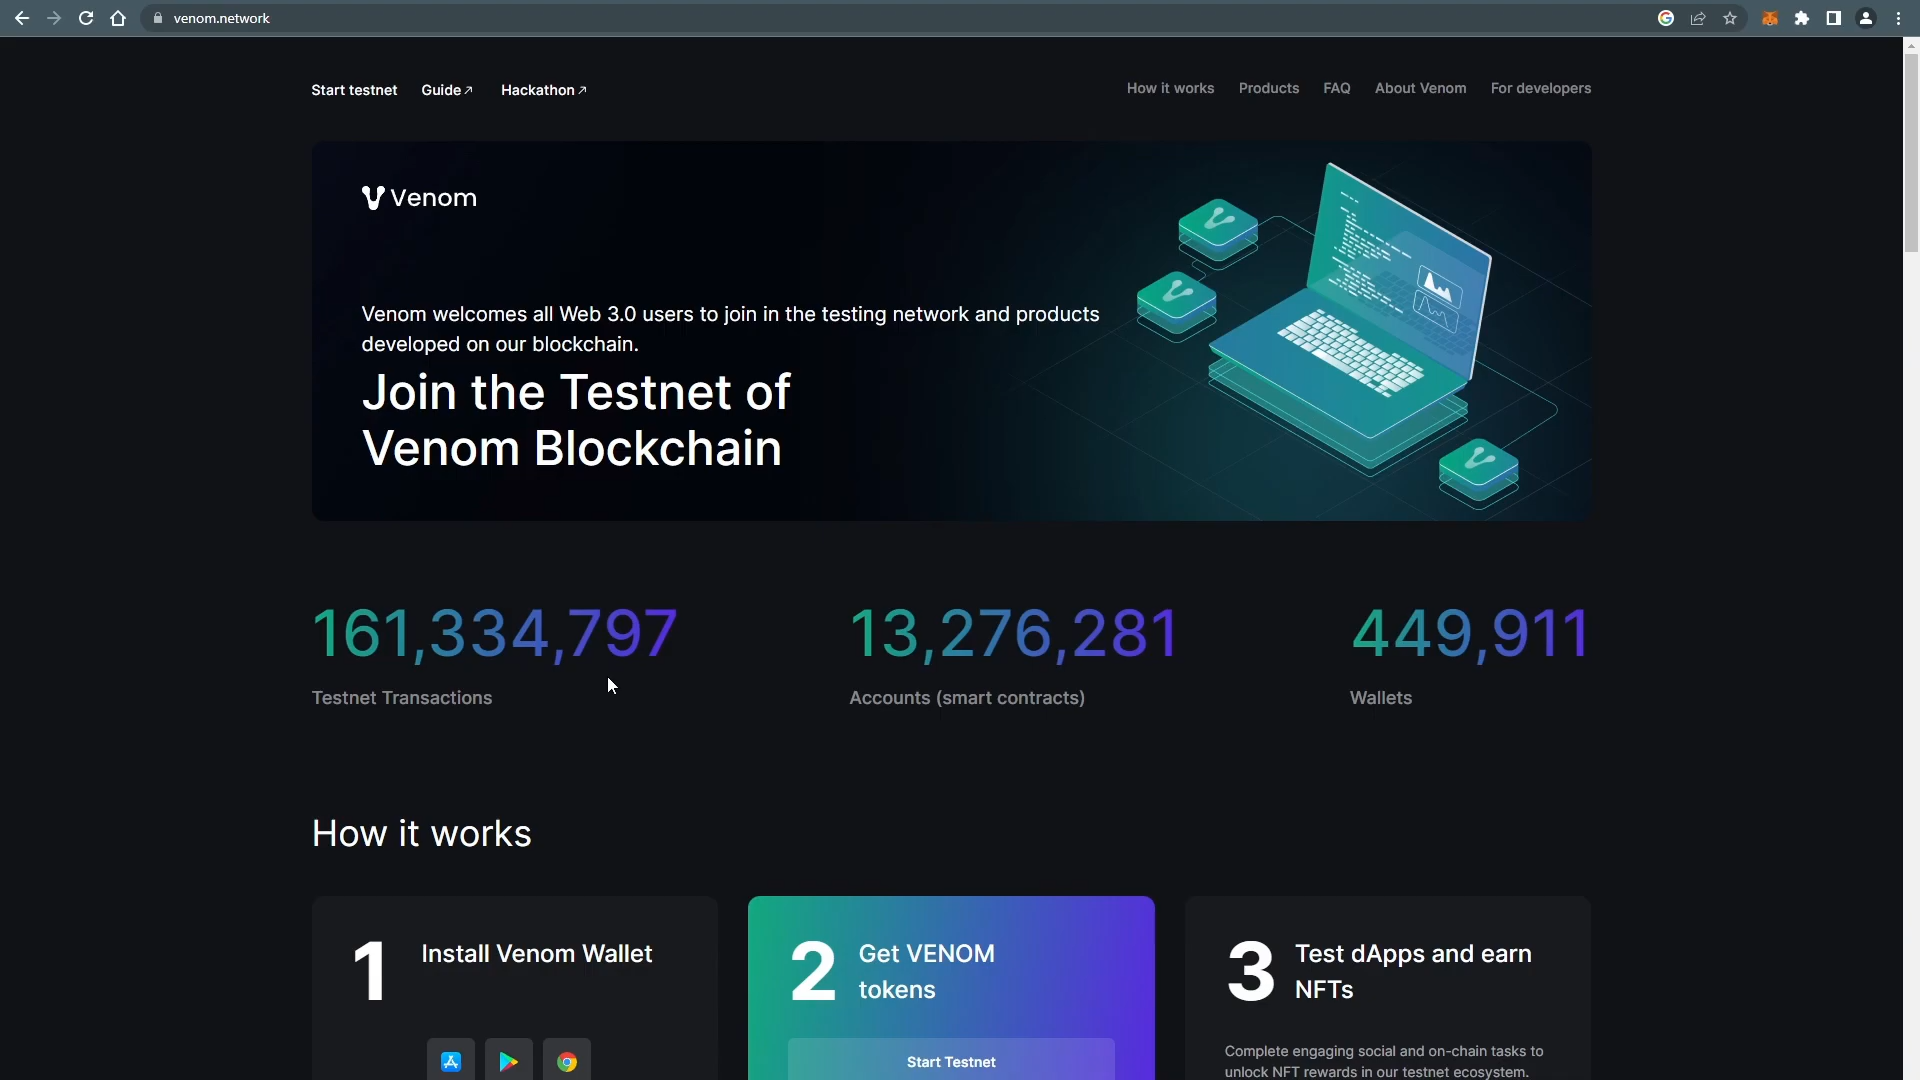 venom.network
Start testnet Guide↗ Hackathon↗ How it works Products FAQ About Venom For developers
Venom
Venom welcomes all Web 3.0 users to join in the testing network and products
developed on our blockchain.
Join the Testnet of
Venom Blockchain
161,334,797
Testnet Transactions
13,276,281
Accounts (smart contracts)
449,911
Wallets
How it works
1 Install Venom Wallet
2 Get VENOM
tokens
Start Testnet
3 Test dApps and earn
NFTs
Complete engaging social and on-chain tasks to
unlock NFT rewards in our testnet ecosystem.